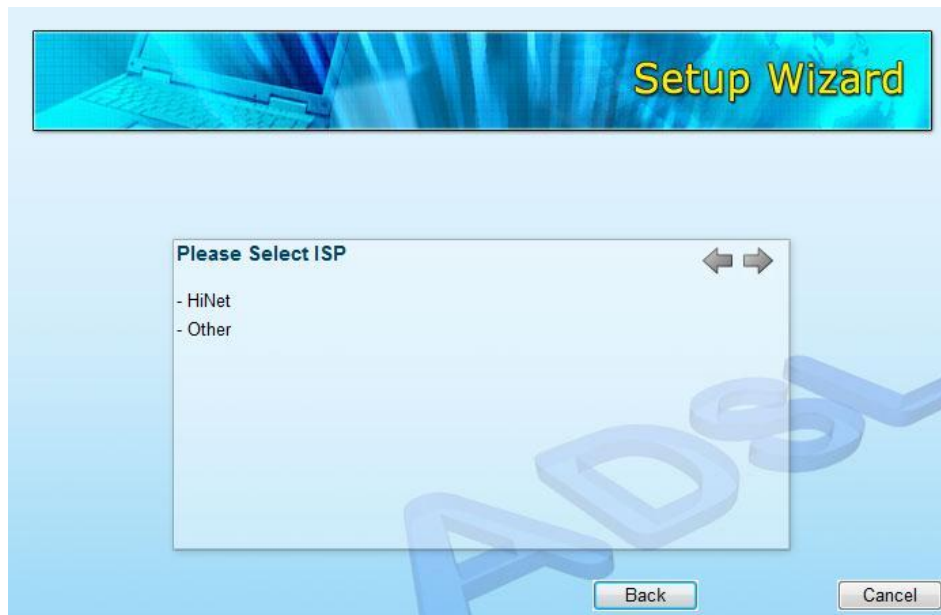 Setup Wizard
Please Select ISP
- HiNet
- Other
ADSL
Back
Cancel